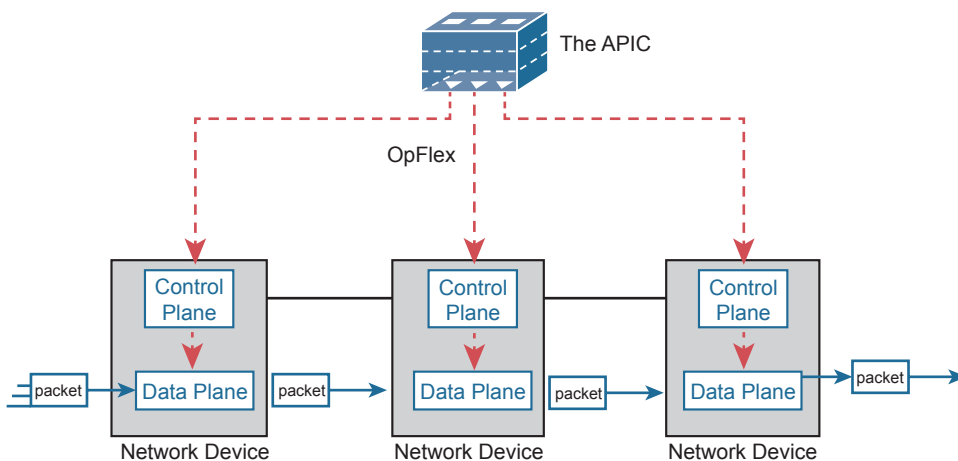 The APIC
OpFlex
Control
Plane
Control
Plane
Control
Plane
packet
Data Plane
packet
Data Plane
packet
Data Plane
packet
Network Device
Network Device
Network Device